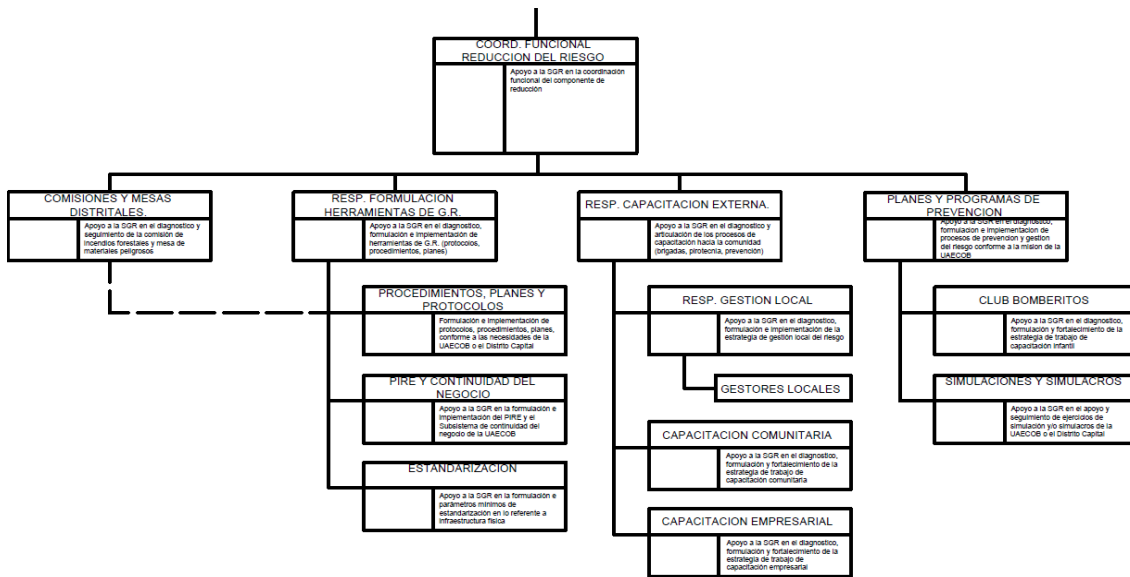 COORD. FUNCIONAL
REDUCCION DEL RIESGO
Apoyo a la SGR en la coordinación
funcional del componente de
reducción
COMISIONES Y MESAS
DISTRITALES.
Apoyo a la SGR en el diagnostico y
seguimiento de la comisión de
incendios forestales y mesa de
materiales peligrosos
RESP. FORMULACION
HERRAMIENTAS DE G.R.
Apoyo a la SGR en el diagnostico,
formulación e implementación de
herramientas de G.R. (protocolos,
procedimientos, planes)
RESP. CAPACITACION EXTERNA.
Apoyo a la SGR en el diagnostico y
articulación de los procesos de
capacitación hacia la comunidad
(brigadas, pirotecnia, prevención)
PLANES Y PROGRAMAS DE
PREVENCION
Apoyo a la SGR en el diagnostico,
formulacion e implementacion de
procesos de prevencion y gestion
del riesgo conforme a la mision de la
UAECOB
PROCEDIMIENTOS, PLANES Y
PROTOCOLOS
Formulación e implementación de
protocolos, procedimientos, planes,
conforme a las necesidades de la
UAECOB o el Distrito Capital
PIRE Y CONTINUIDAD DEL
NEGOCIO
Apoyo a la SGR en la formulación e
implementación del PIRE y el
Subsistema de continuidad del
negocio de la UAECOB
ESTANDARIZACION
Apoyo a la SGR en la formulación e
parámetros mínimos de
estandarización en lo referente a
infraestructura física
RESP. GESTION LOCAL
Apoyo a la SGR en el diagnostico,
formulación e implementación de la
estrategia de gestión local del riesgo
GESTORES LOCALES
CAPACITACION COMUNITARIA
Apoyo a la SGR en el diagnostico,
formulación y fortalecimiento de la
estrategia de trabajo de
capacitación comunitaria
CAPACITACION EMPRESARIAL
Apoyo a la SGR en el diagnostico,
formulación y fortalecimiento de la
estrategia de trabajo de
capacitación empresarial
CLUB BOMBERITOS
Apoyo a la SGR en el diagnostico,
formulación y fortalecimiento de la
estrategia de trabajo de
capacitación infantil
SIMULACIONES Y SIMULACROS
Apoyo a la SGR en el apoyo y
seguimiento de ejercicios de
simulación y/o simulacros de la
UAECOB o el Distrito Capital